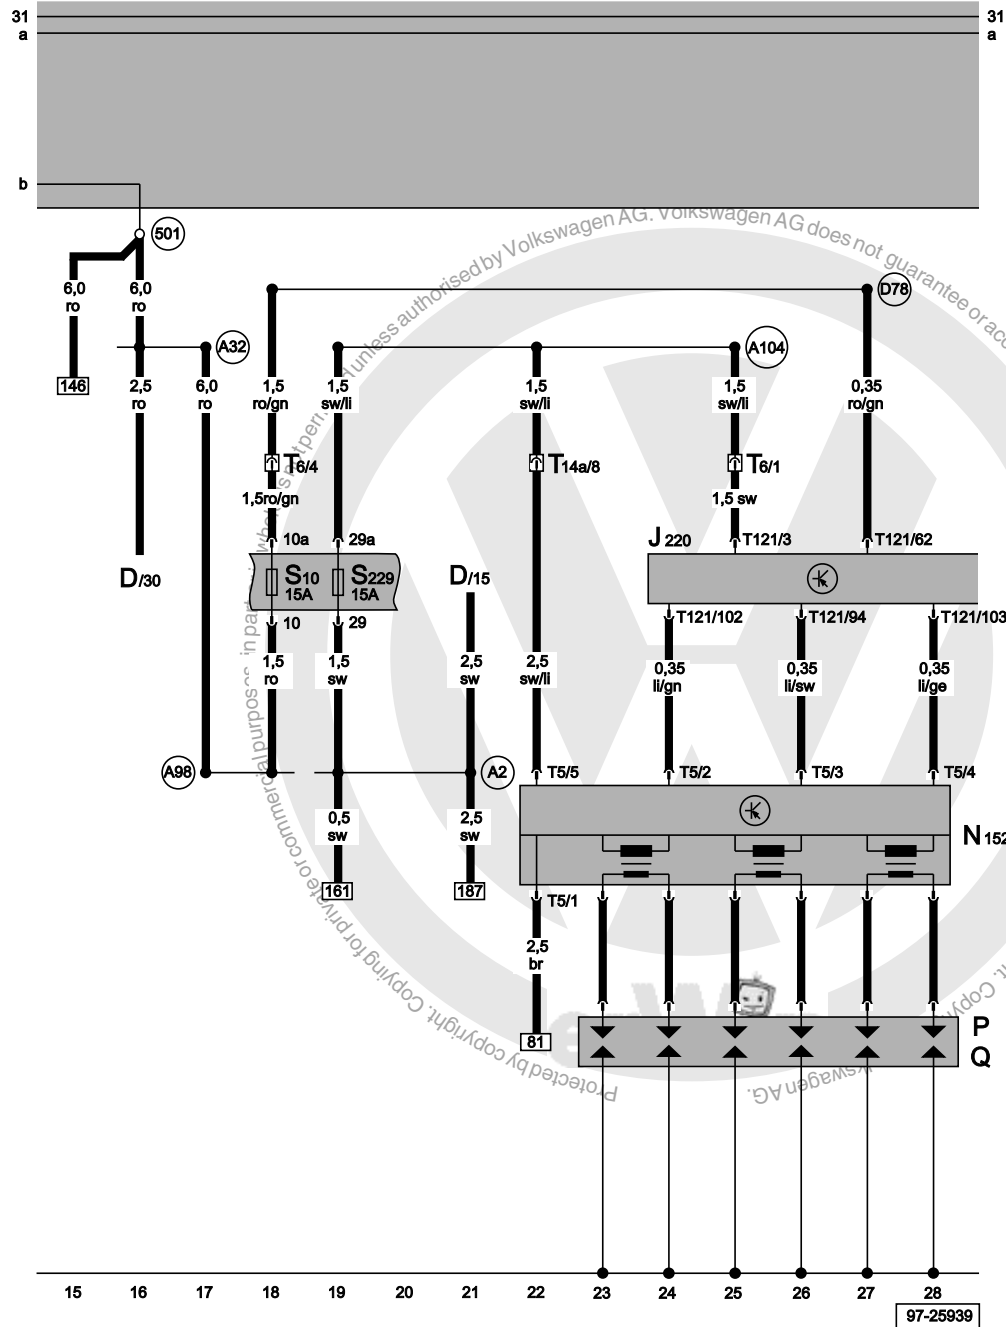 31 31
a a
b
501
6,0 6,0
ro ro
D78
A32
A104
146
2,5 6,0 1,5 1,5 1,5 1,5 0,35
ro ro ro/gn sw/li sw/li sw/li ro/gn
T6/4 T14a/8 T6/1
1,5ro/gn 1,5 sw
10a 29a J 220 T121/3 T121/62
D/30 S10 S229 D/15
15A 15A
10 29 T121/102 T121/94 T121/103
1,5 1,5 2,5 2,5 0,35 0,35 0,35
ro sw sw sw/li li/gn li/sw li/ge
A98 A2 T5/5 T5/2 T5/3 T5/4
0,5 2,5
sw sw
N 152
161 187 T5/1
2,5
br
81
P
Q
15 16 17 18 19 20 21 22 23 24 25 26 27 28
97-25939
Protected by copyright. Copying for private or commercial purposes, in part
unless authorised by Volkswagen AG. Volkswagen AG does not guarantee or acc